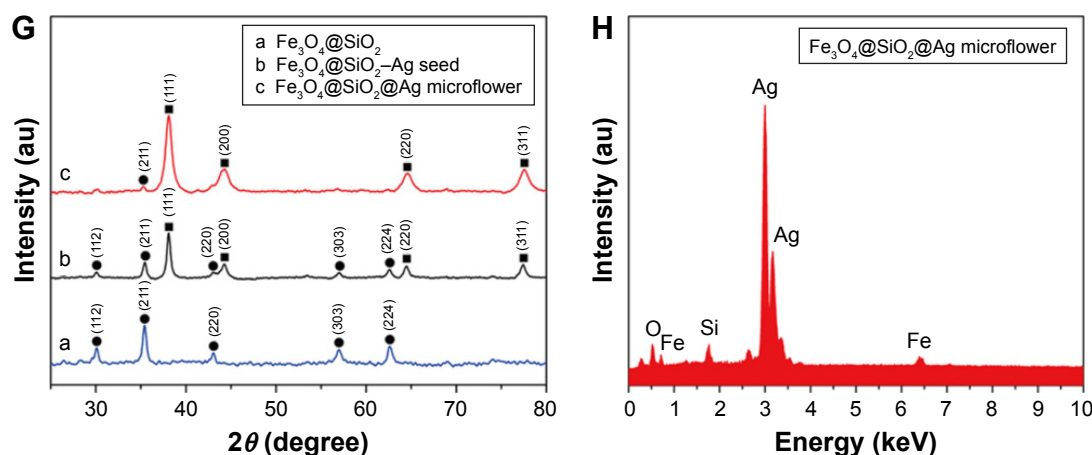 G
a Fe₃O₄@SiO₂
b Fe₃O₄@SiO₂–Ag seed
c Fe₃O₄@SiO₂@Ag microflower
Intensity (au)
c
(211)
(111)
(200)
(220)
(311)
b
(112)
(211)
(111)
(220)
(200)
(303)
(224)
(220)
(311)
a
(112)
(211)
(220)
(303)
(224)
30 40 50 60 70 80
2θ (degree)
H
Fe₃O₄@SiO₂@Ag microflower
Intensity (au)
Ag
Ag
O
Fe
Si
Fe
0 1 2 3 4 5 6 7 8 9 10
Energy (keV)